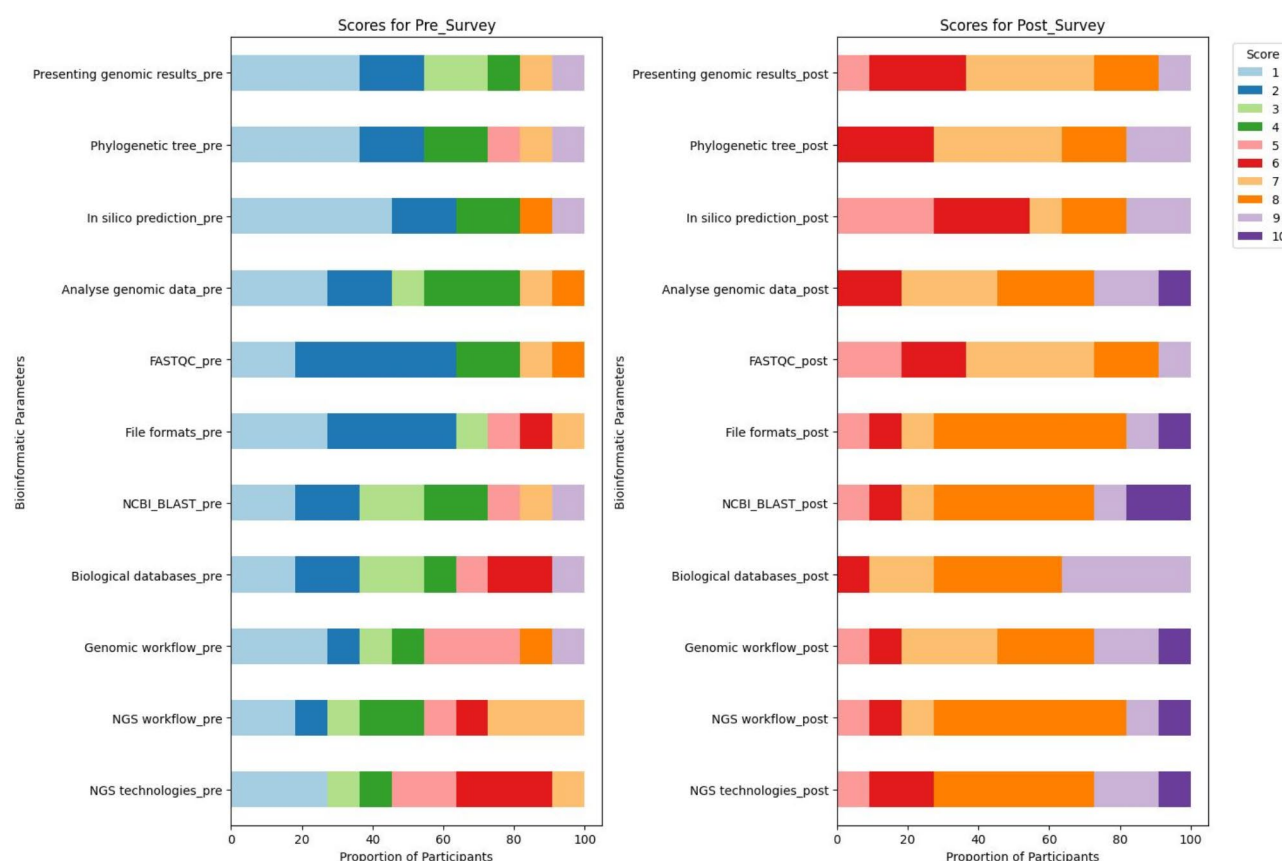 Scores for Pre_Survey
Bioinformatic Parameters
Presenting genomic results_pre
Phylogenetic tree_pre
In silico prediction_pre
Analyse genomic data_pre
FASTQC_pre
File formats_pre
NCBI_BLAST_pre
Biological databases_pre
Genomic workflow_pre
NGS workflow_pre
NGS technologies_pre
0 20 40 60 80 100
Proportion of Participants
Scores for Post_Survey
Bioinformatic Parameters
Presenting genomic results_post
Phylogenetic tree_post
In silico prediction_post
Analyse genomic data_post
FASTQC_post
File formats_post
NCBI_BLAST_post
Biological databases_post
Genomic workflow_post
NGS workflow_post
NGS technologies_post
0 20 40 60 80 100
Proportion of Participants
Score
1
2
3
4
5
6
7
8
9
10